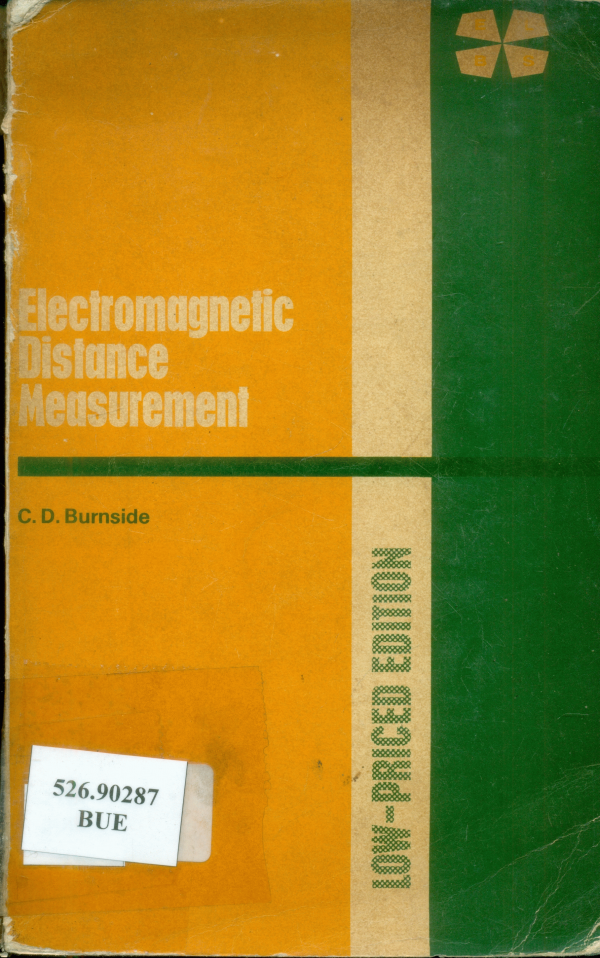 Electromagnetic
Distance
Measurement
C. D. Burnside
LOW-PRICED EDITION
526.90287
BUE